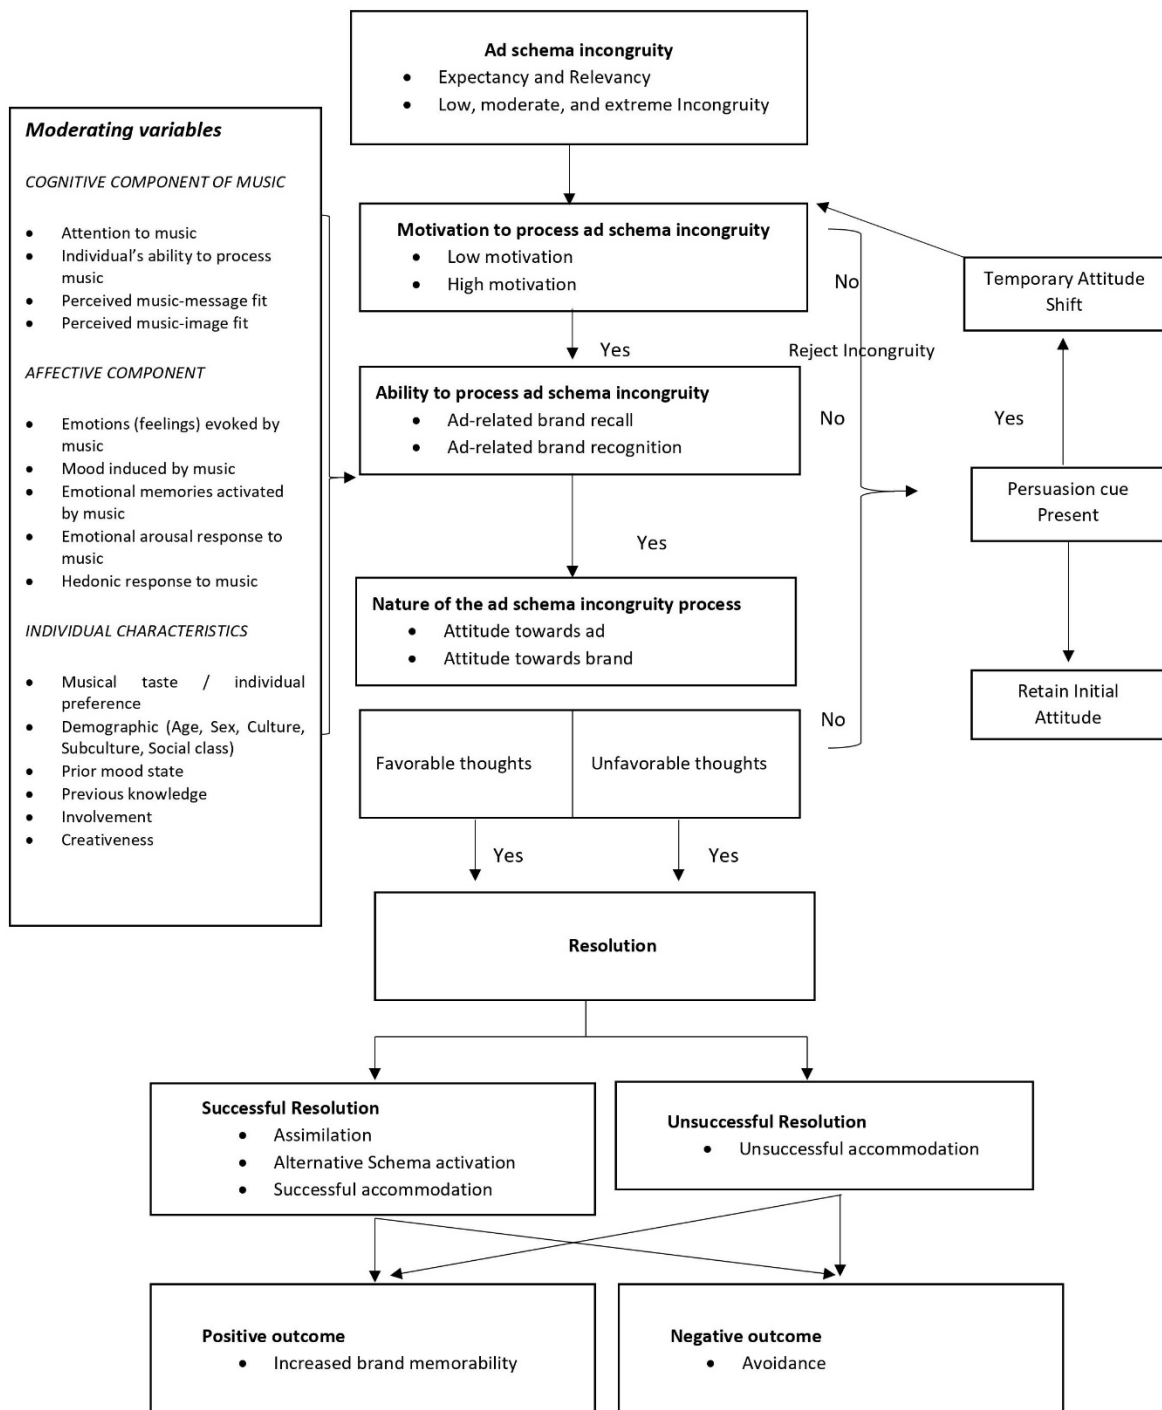 Ad schema incongruity
• Expectancy and Relevancy
• Low, moderate, and extreme Incongruity
Moderating variables
COGNITIVE COMPONENT OF MUSIC
• Attention to music
• Individual's ability to process
music
• Perceived music-message fit
• Perceived music-image fit
AFFECTIVE COMPONENT
• Emotions (feelings) evoked by
music
• Mood induced by music
• Emotional memories activated
by music
• Emotional arousal response to
music
• Hedonic response to music
INDIVIDUAL CHARACTERISTICS
• Musical taste / individual
preference
• Demographic (Age, Sex, Culture,
Subculture, Social class)
• Prior mood state
• Previous knowledge
• Involvement
• Creativeness
Motivation to process ad schema incongruity
• Low motivation
• High motivation
No
Yes
Reject Incongruity
Ability to process ad schema incongruity
• Ad-related brand recall
• Ad-related brand recognition
No
Yes
Nature of the ad schema incongruity process
• Attitude towards ad
• Attitude towards brand
No
Favorable thoughts
Unfavorable thoughts
Yes
Yes
Temporary Attitude
Shift
Yes
Persuasion cue
Present
Retain Initial
Attitude
Resolution
Successful Resolution
• Assimilation
• Alternative Schema activation
• Successful accommodation
Unsuccessful Resolution
• Unsuccessful accommodation
Positive outcome
• Increased brand memorability
Negative outcome
• Avoidance